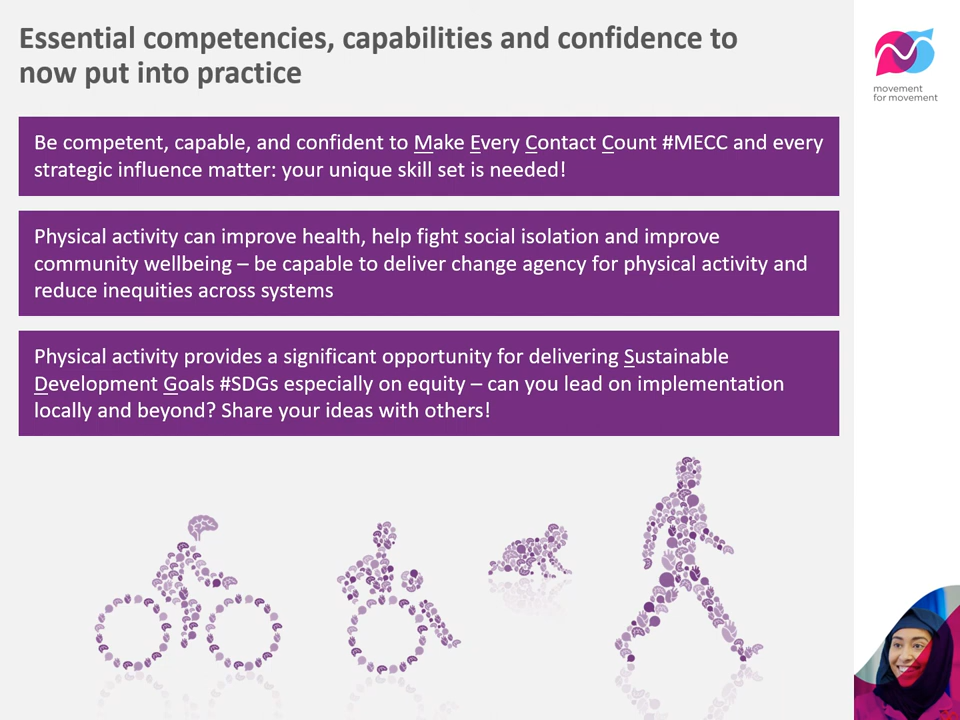 Essential competencies, capabilities and confidence to
now put into practice
movement
for movement
Be competent, capable, and confident to Make Every Contact Count #MECC and every
strategic influence matter: your unique skill set is needed!
Physical activity can improve health, help fight social isolation and improve
community wellbeing – be capable to deliver change agency for physical activity and
reduce inequities across systems
Physical activity provides a significant opportunity for delivering Sustainable
Development Goals #SDGs especially on equity – can you lead on implementation
locally and beyond? Share your ideas with others!